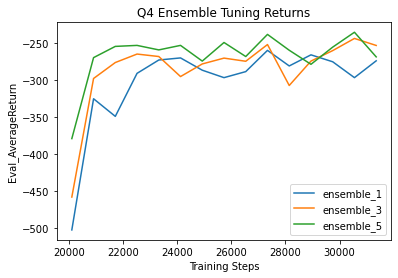 Q4 Ensemble Tuning Returns
Eval_AverageReturn
−250
−300
−350
−400
−450
−500
20000
22000
24000
26000
28000
30000
Training Steps
ensemble_1
ensemble_3
ensemble_5